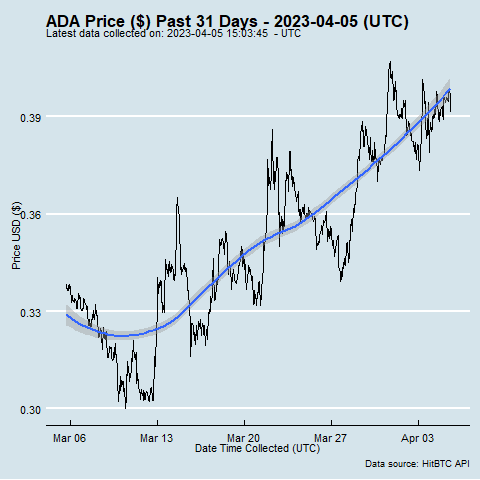 ADA Price ($) Past 31 Days - 2023-04-05 (UTC)
Latest data collected on: 2023-04-05 15:03:45 - UTC
0.39
0.36
Price USD ($)
0.33
0.30
Mar 06 Mar 13 Mar 20 Mar 27 Apr 03
Date Time Collected (UTC)
Data source: HitBTC API